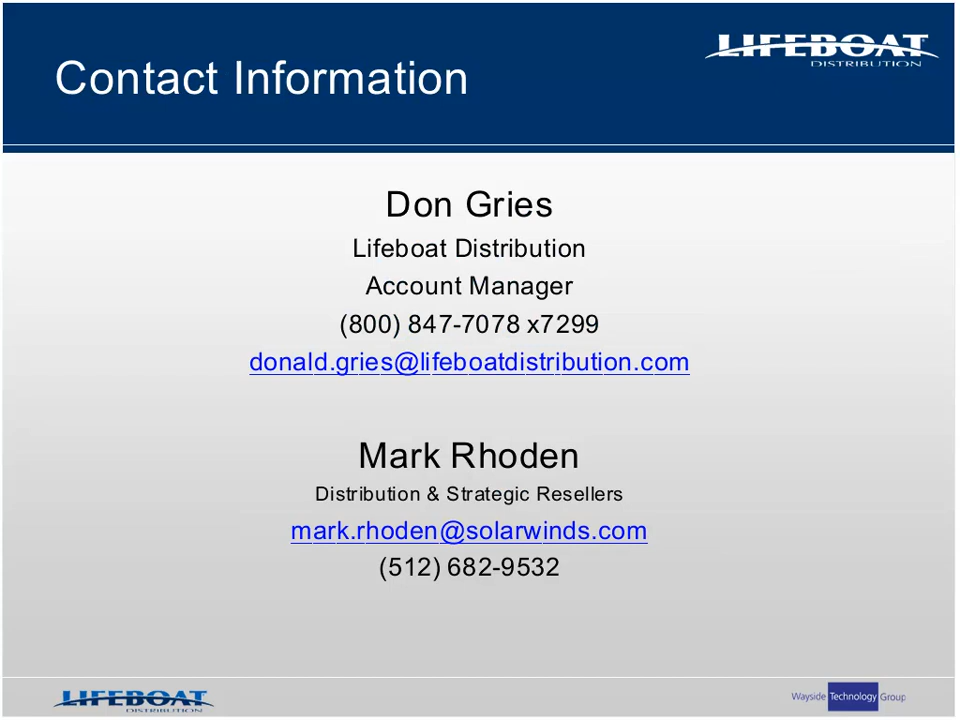 Contact Information
LIFEBOAT
DISTRIBUTION
Don Gries
Lifeboat Distribution
Account Manager
(800) 847-7078 x7299
donald.gries@lifeboatdistribution.com
Mark Rhoden
Distribution & Strategic Resellers
mark.rhoden@solarwinds.com
(512) 682-9532
LIFEBOAT
DISTRIBUTION
Wayside Technology Group